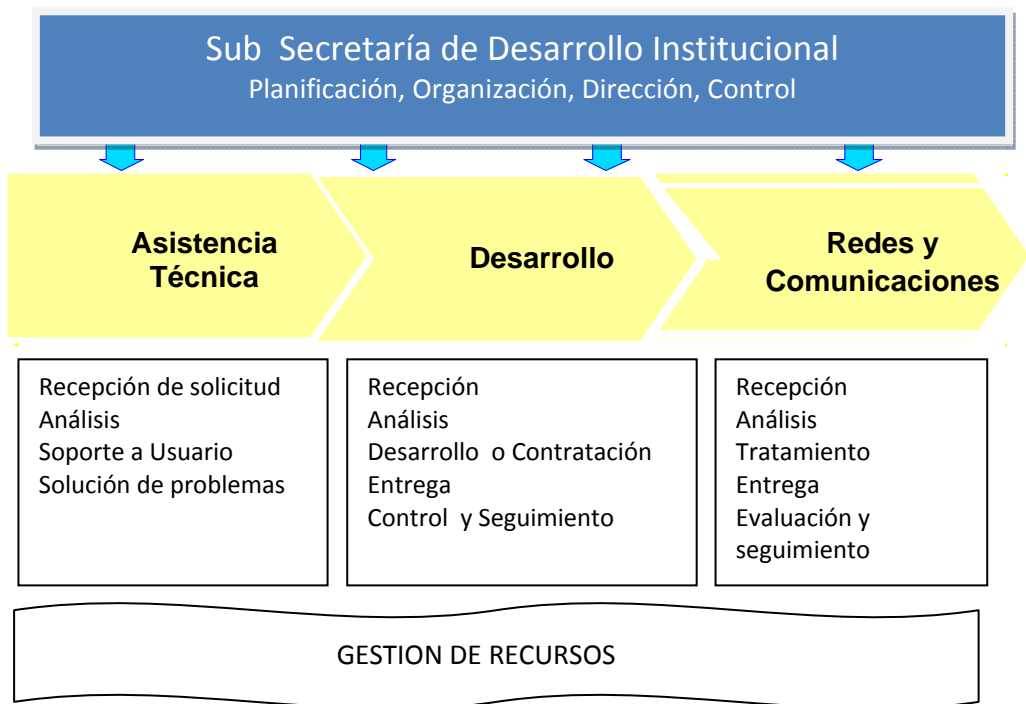 Sub Secretaría de Desarrollo Institucional
Planificación, Organización, Dirección, Control
Asistencia
Técnica
Desarrollo
Redes y
Comunicaciones
Recepción de solicitud
Análisis
Soporte a Usuario
Solución de problemas
Recepción
Análisis
Desarrollo o Contratación
Entrega
Control y Seguimiento
Recepción
Análisis
Tratamiento
Entrega
Evaluación y
seguimiento
GESTION DE RECURSOS